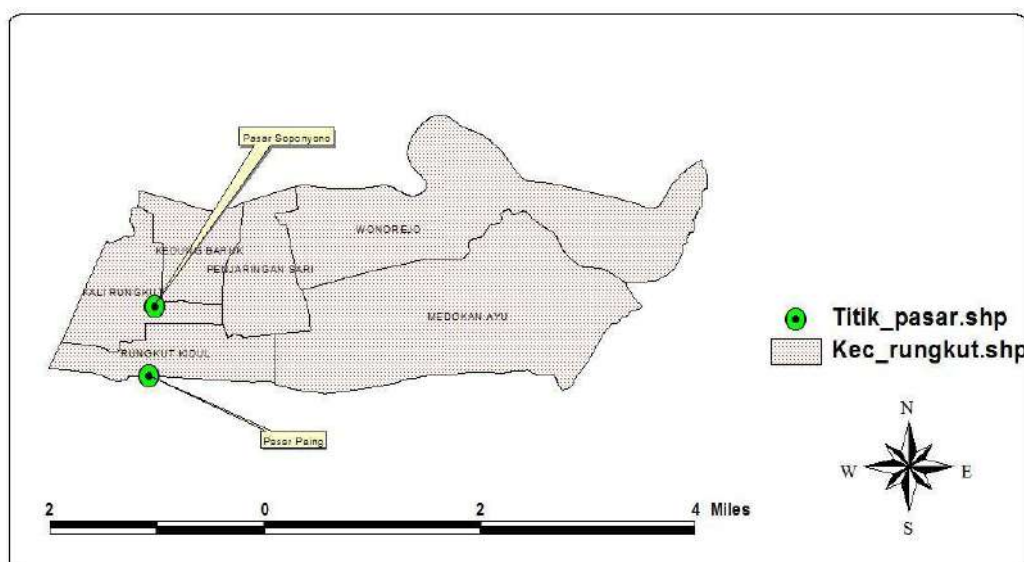 Pasar Soponyono
WONOREJO
KEDUNG BARUK
PENJARINGAN SARI
KALI RUNGKUT
MEDOKAN AYU
RUNGKUT KIDUL
Pasar Paing
Titik_pasar.shp
Kec_rungkut.shp
N
W E
S
2 0 2 4 Miles